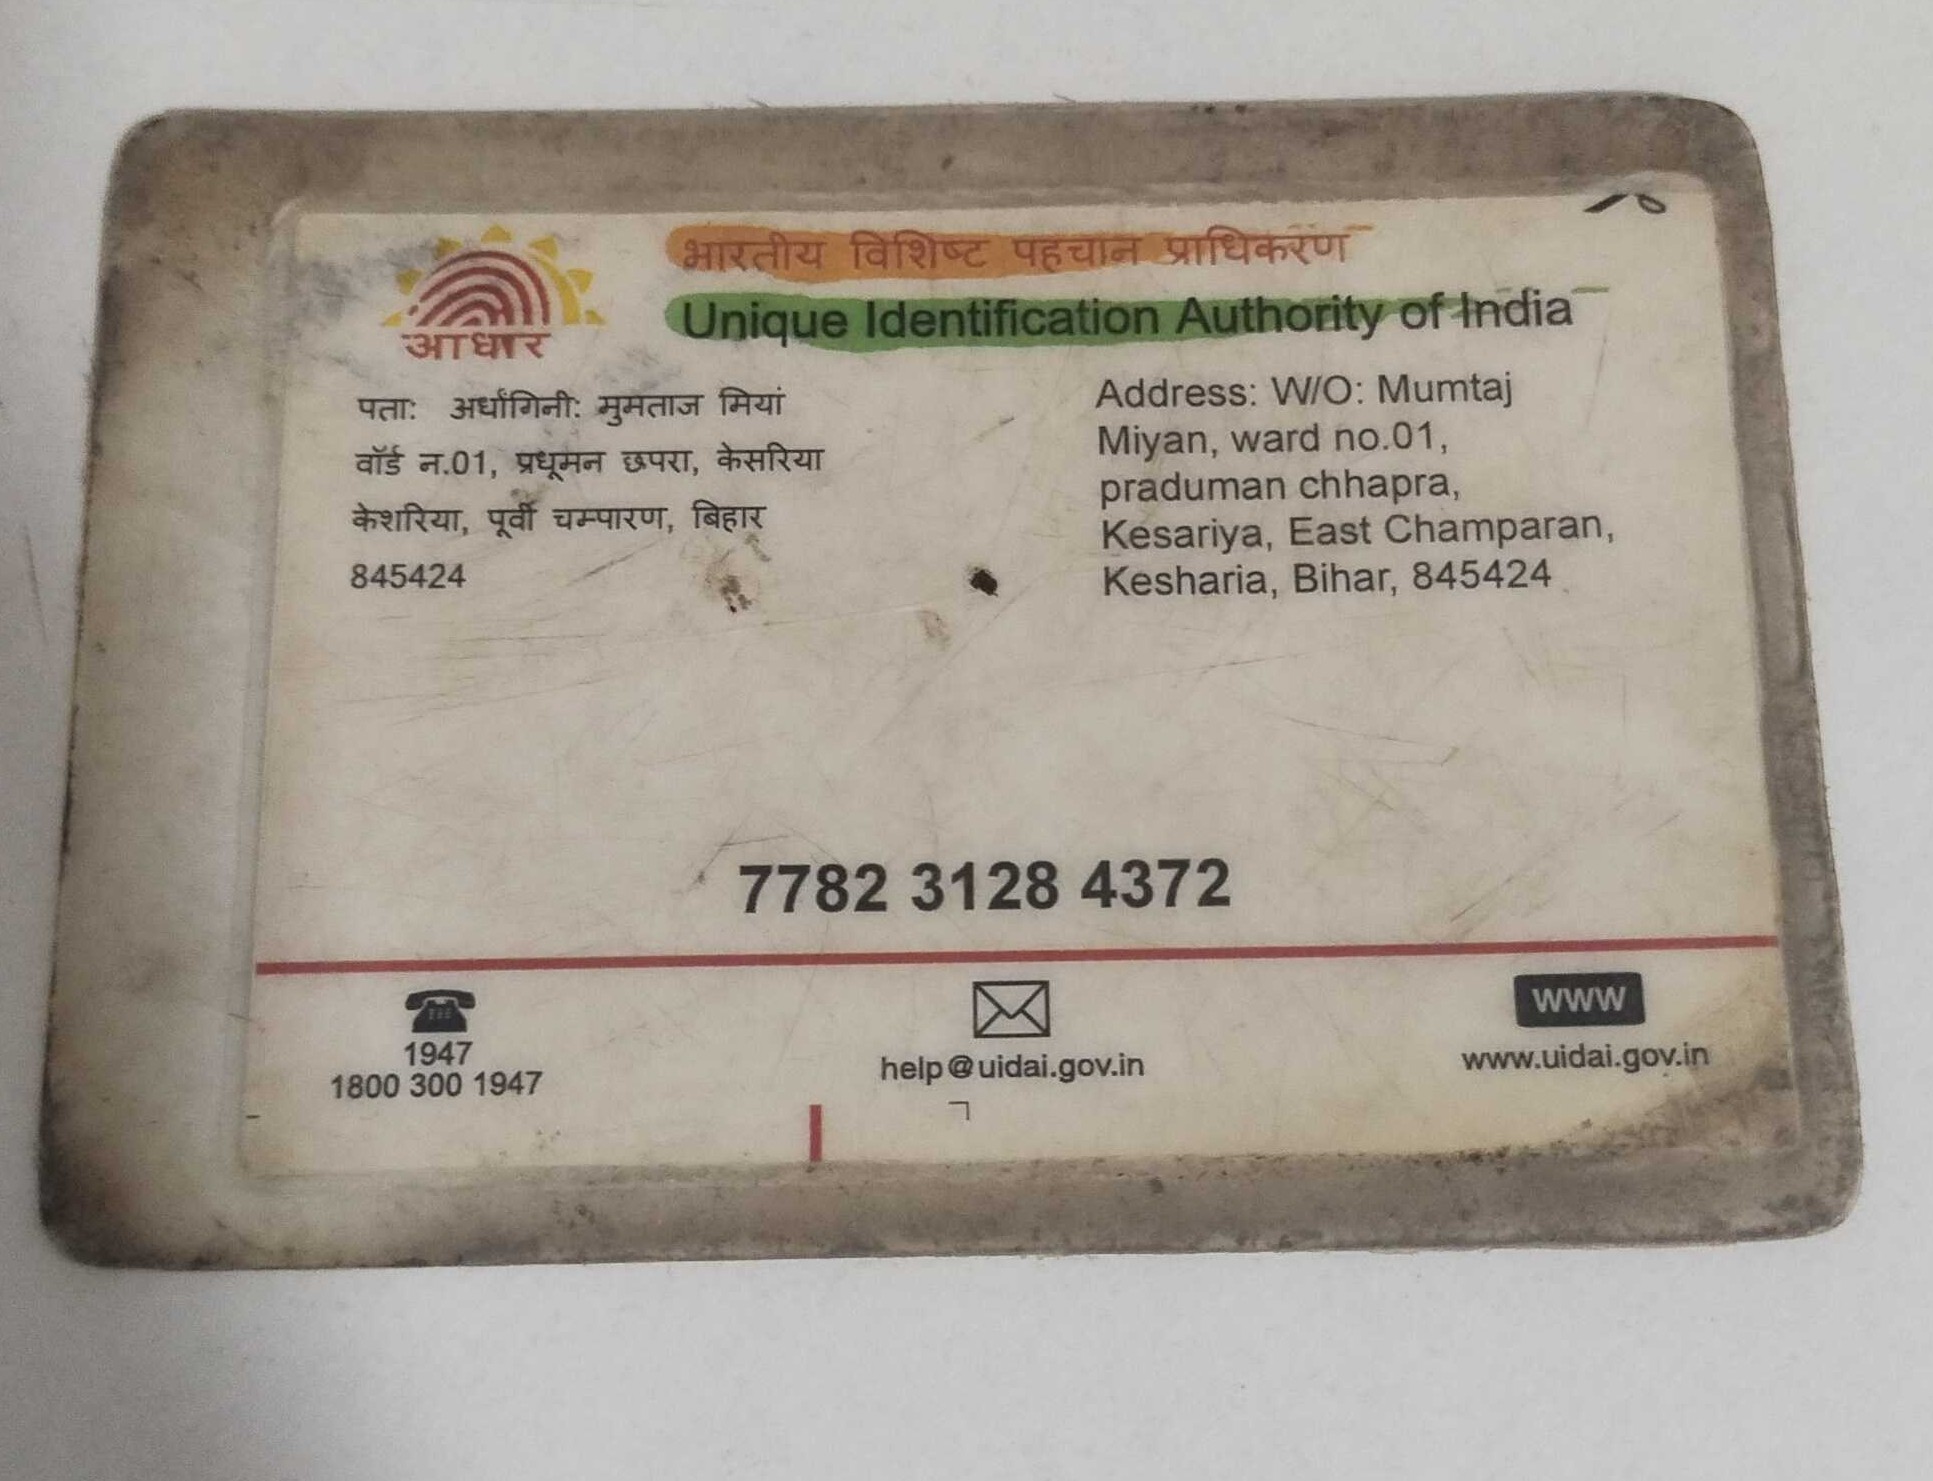 भारतीय विशिष्ट पहचान प्राधिकरण
Unique Identification Authority of India
आधार
पता: अर्धांगिनी: मुमताज मियां
वॉर्ड न.01, प्रधूमन छपरा, केसरिया
केशरिया, पूर्वी चम्पारण, बिहार
845424
Address: W/O: Mumtaj
Miyan, ward no.01,
praduman chhapra,
Kesariya, East Champaran,
Kesharia, Bihar, 845424
7782 3128 4372
1947
1800 300 1947
help@uidai.gov.in
www
www.uidai.gov.in